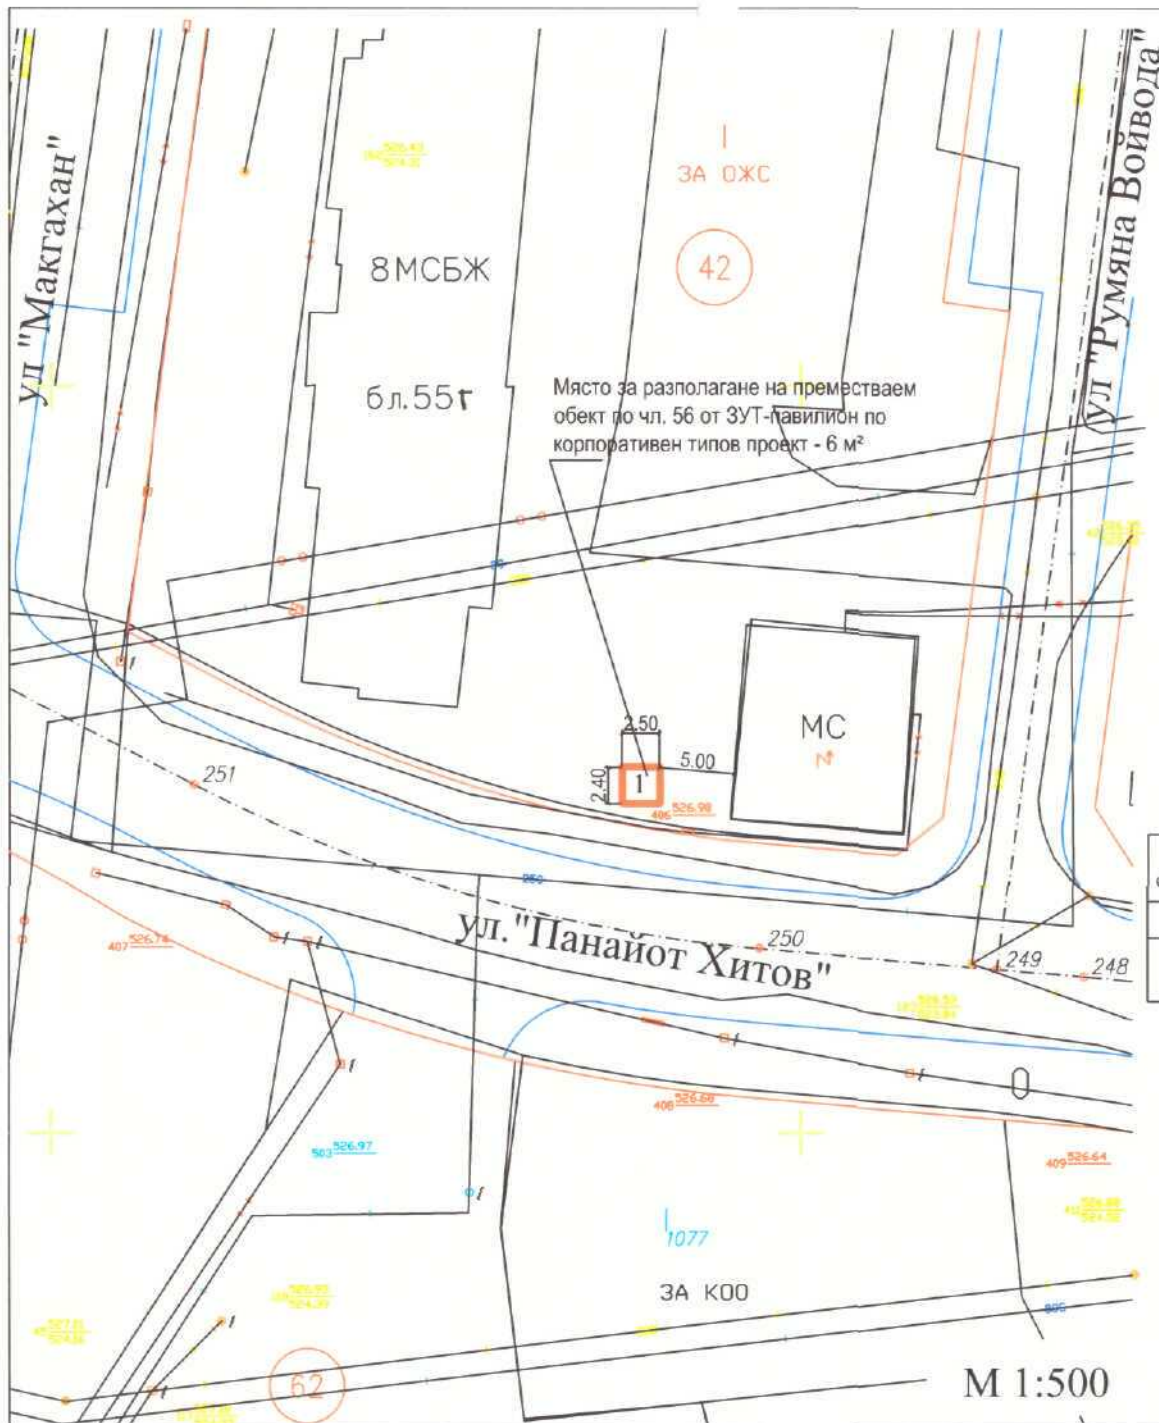 ул "Макгахан"
ул "Румяна Войвода"
I
ЗА ОЖС
42
8МСБЖ
бл.55г
Място за разполагане на преместваем
обект по чл. 56 от ЗУТ-павилион по
корпоративен типов проект - 6 м²
2.50
5.00
2.40
1
МС
406 526.98
251
250
ул."Панайот Хитов"
250
249
248
407 526.74
408 526.68
503 526.97
409 526.64
I
1077
ЗА КОО
62
М 1:500